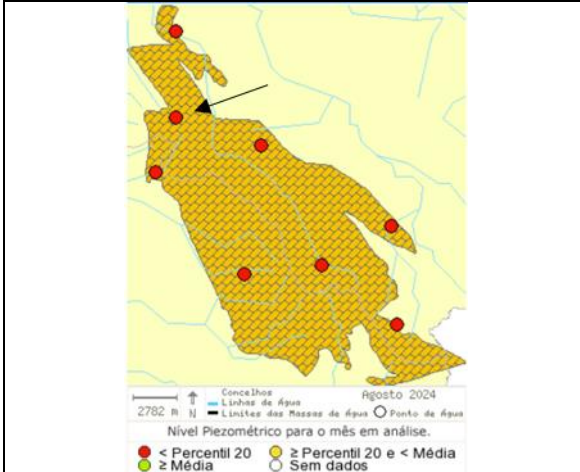 Concelhos
Linhas de Água
Agosto 2024
2782 m N Limites das Massas de Água Ponto de Água
Nível Piezométrico para o mês em análise.
< Percentil 20 ≥ Percentil 20 e < Média
≥ Média Sem dados